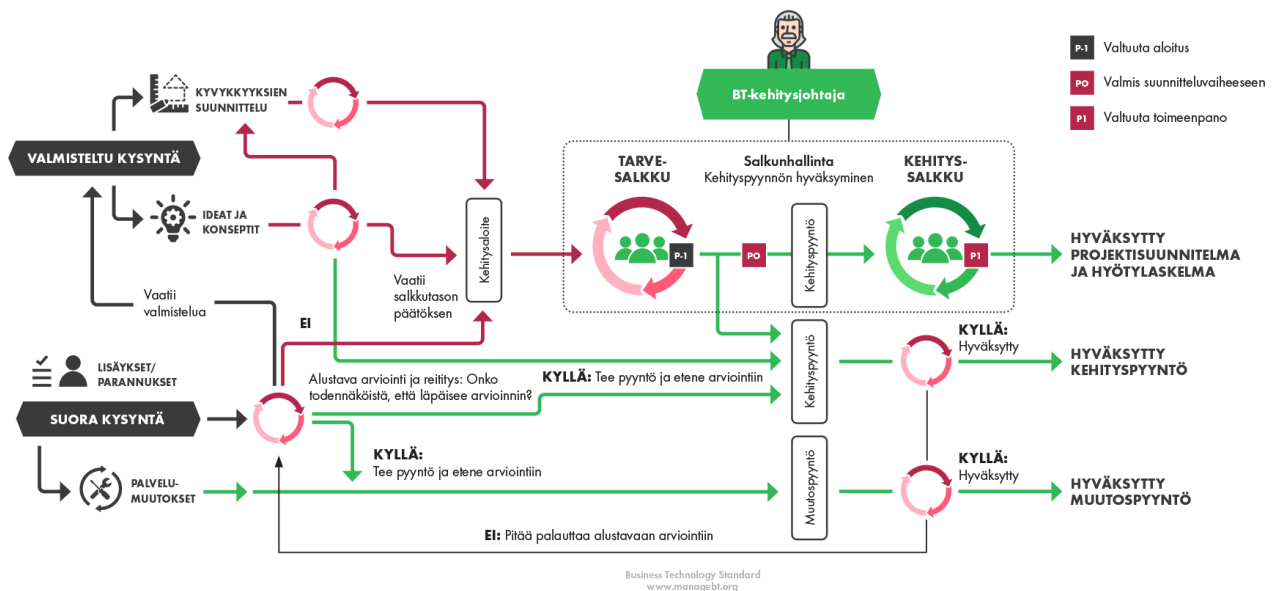 BT-kehitysjohtaja
P-1 Valtuuta aloitus
PO Valmis suunnitteluvaiheeseen
P1 Valtuuta toimeenpano
KYVYKKYYKSIEN
SUUNNITTELU
VALMISTELTU KYSYNTÄ
IDEAT JA
KONSEPTIT
Vaatii
valmistelua
EI
Vaatii
salkkutason
päätöksen
Kehitysaloite
TARVE-
SALKKU
Salkunhallinta
Kehityspyynnön hyväksyminen
KEHITYS-
SALKKU
P-1
PO
Kehityspyyntö
P1
HYVÄKSYTTY
PROJEKTISUUNNITELMA
JA HYÖTYLASKELMA
LISÄYKSET/
PARANNUKSET
SUORA KYSYNTÄ
Alustava arviointi ja reititys: Onko
todennäköistä, että läpäisee arvioinnin?
KYLLÄ: Tee pyyntö ja etene arviointiin
Kehityspyyntö
KYLLÄ:
Hyväksytty
HYVÄKSYTTY
KEHITYSPYYNTÖ
KYLLÄ:
Tee pyyntö ja etene arviointiin
PALVELU-
MUUTOKSET
Muutospyyntö
KYLLÄ:
Hyväksytty
HYVÄKSYTTY
MUUTOSPYYNTÖ
EI: Pitää palauttaa alustavaan arviointiin
Business Technology Standard
www.managebt.org